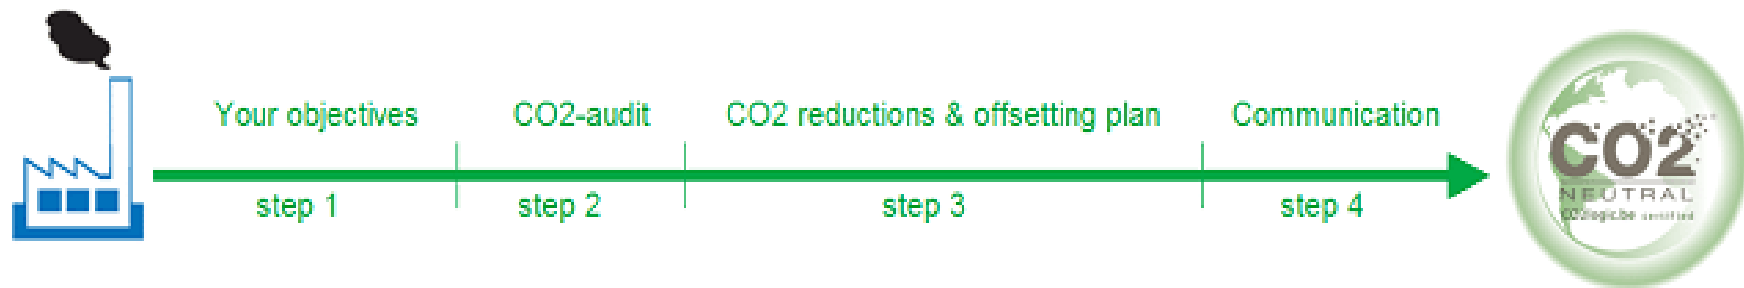 Your objectives
CO2-audit
CO2 reductions & offsetting plan
Communication
step 1
step 2
step 3
step 4
CO2
NEUTRAL
CO2logic.be certified